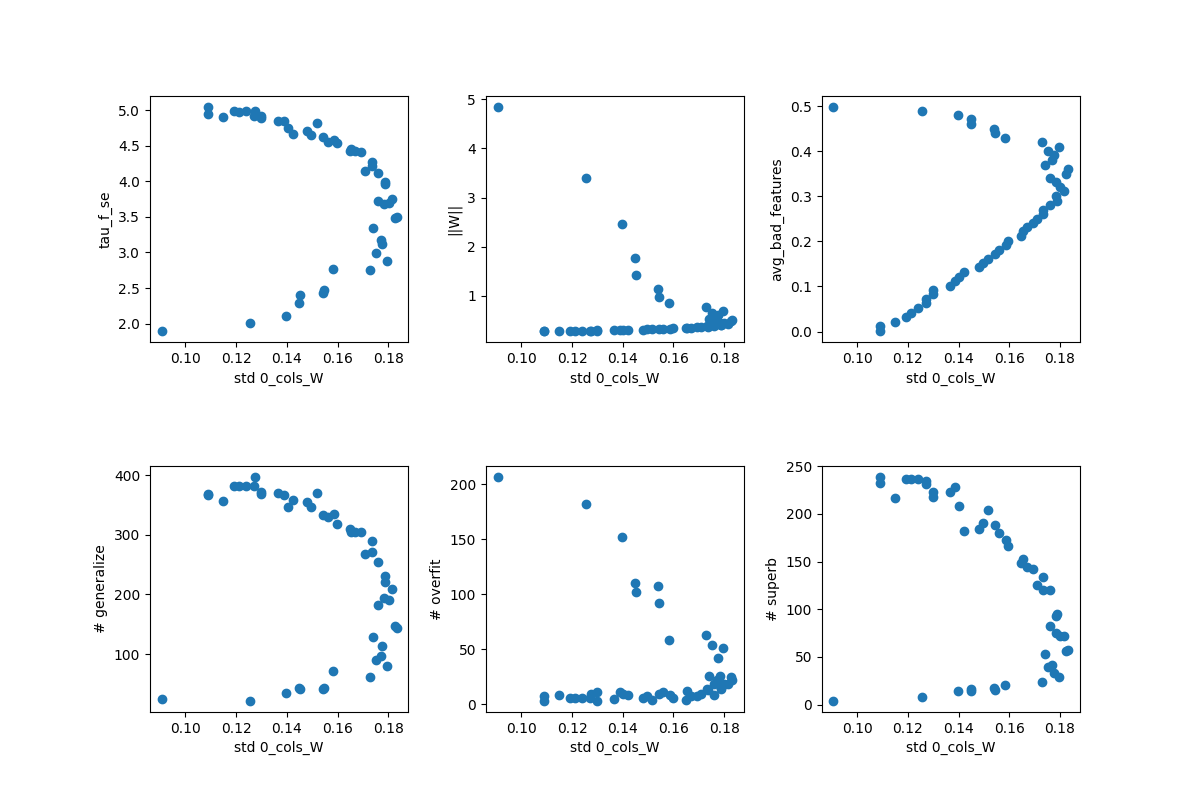 5.0
4.5
4.0
3.5
3.0
2.5
2.0
tau_f_se
0.10 0.12 0.14 0.16 0.18
std 0_cols_W
5
4
3
2
1
||W||
0.10 0.12 0.14 0.16 0.18
std 0_cols_W
0.5
0.4
0.3
0.2
0.1
0.0
avg_bad_features
0.10 0.12 0.14 0.16 0.18
std 0_cols_W
400
300
200
100
# generalize
0.10 0.12 0.14 0.16 0.18
std 0_cols_W
200
150
100
50
0
# overfit
0.10 0.12 0.14 0.16 0.18
std 0_cols_W
250
200
150
100
50
0
# superb
0.10 0.12 0.14 0.16 0.18
std 0_cols_W